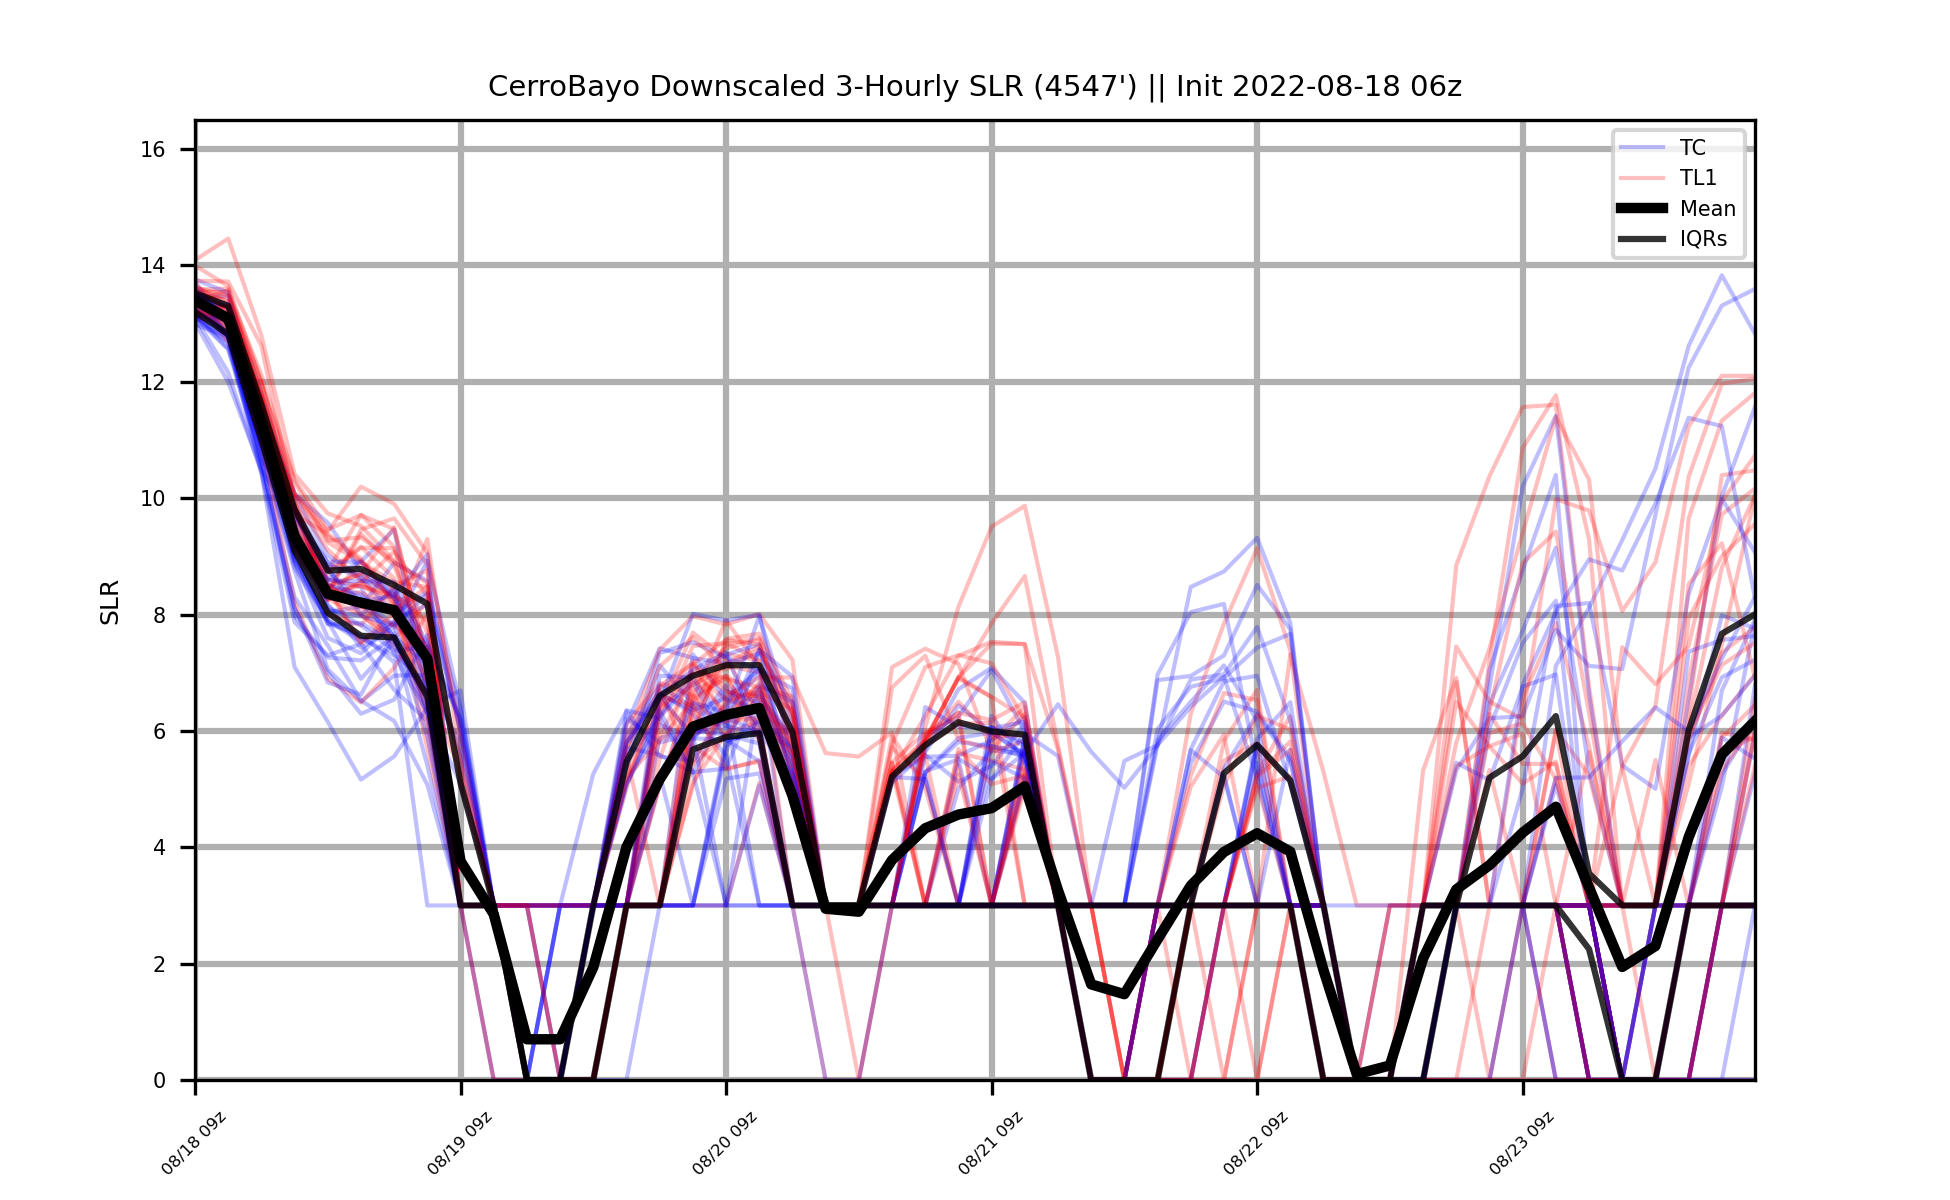 CerroBayo Downscaled 3-Hourly SLR (4547') || Init 2022-08-18 06z
TC
TL1
Mean
IQRs
SLR
16
14
12
10
8
6
4
2
0
08/18 09z
08/19 09z
08/20 09z
08/21 09z
08/22 09z
08/23 09z